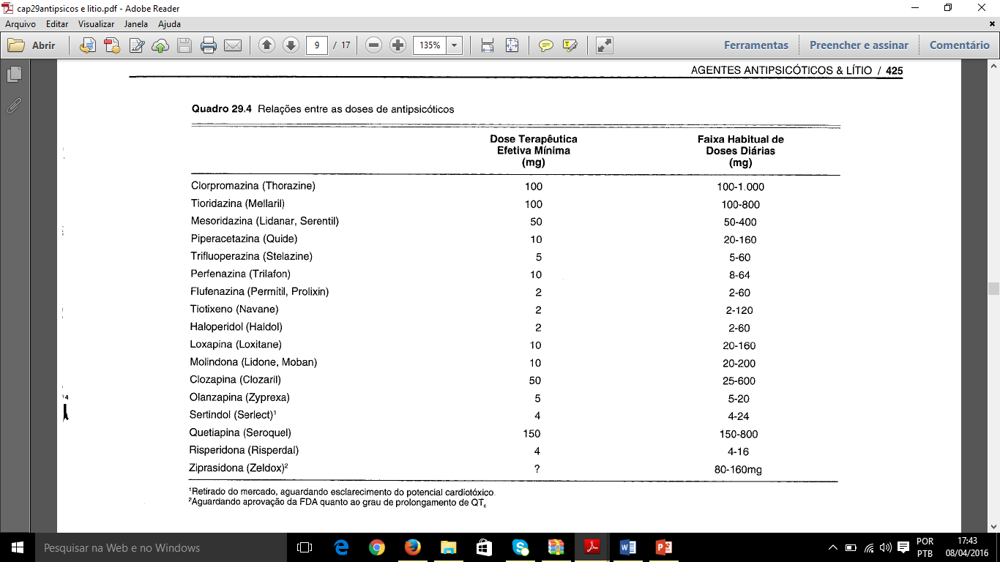 cap29antipsicos e litio.pdf - Adobe Reader
Arquivo Editar Visualizar Janela Ajuda
Abrir 9 / 17 135% Ferramentas Preencher e assinar Comentário
AGENTES ANTIPSICÓTICOS & LÍTIO / 425
Quadro 29.4 Relações entre as doses de antipsicóticos
Dose Terapêutica Efetiva Mínima (mg) Faixa Habitual de Doses Diárias (mg)
Clorpromazina (Thorazine) 100 100-1.000
Tioridazina (Mellaril) 100 100-800
Mesoridazina (Lidanar, Serentil) 50 50-400
Piperacetazina (Quide) 10 20-160
Trifluoperazina (Stelazine) 5 5-60
Perfenazina (Trilafon) 10 8-64
Flufenazina (Permitil, Prolixin) 2 2-60
Tiotixeno (Navane) 2 2-120
Haloperidol (Haldol) 2 2-60
Loxapina (Loxitane) 10 20-160
Molindona (Lidone, Moban) 10 20-200
Clozapina (Clozaril) 50 25-600
Olanzapina (Zyprexa) 5 5-20
Sertindol (Serlect)¹ 4 4-24
Quetiapina (Seroquel) 150 150-800
Risperidona (Risperdal) 4 4-16
Ziprasidona (Zeldox)² ? 80-160mg
¹Retirado do mercado, aguardando esclarecimento do potencial cardiotóxico.
²Aguardando aprovação da FDA quanto ao grau de prolongamento de QTc
Pesquisar na Web e no Windows POR 17:43
PTB 08/04/2016